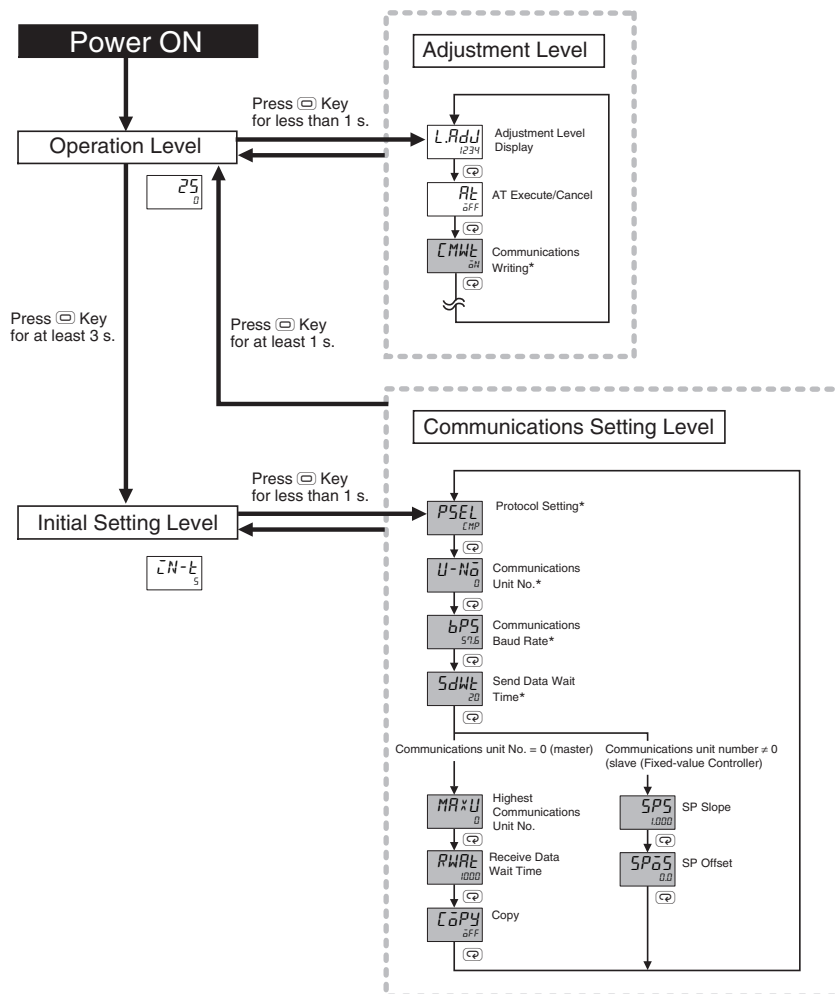 Power ON
Adjustment Level
Press Key
for less than 1 s.
Operation Level
L.AdJ
1234
Adjustment Level
Display
25
0
At
oFF
AT Execute/Cancel
CMWt
oN
Communications
Writing*
Press Key
for at least 3 s.
Press Key
for at least 1 s.
Communications Setting Level
Press Key
for less than 1 s.
Initial Setting Level
PSEL
CMP
Protocol Setting*
iN-t
5
U-No
0
Communications
Unit No.*
bPS
57.6
Communications
Baud Rate*
SdWt
20
Send Data Wait
Time*
Communications unit No. = 0 (master)
Communications unit number ≠ 0
(slave (Fixed-value Controller)
MAxU
0
Highest
Communications
Unit No.
SPS
1.000
SP Slope
RWAt
1000
Receive Data
Wait Time
SPoS
0.0
SP Offset
CoPy
oFF
Copy